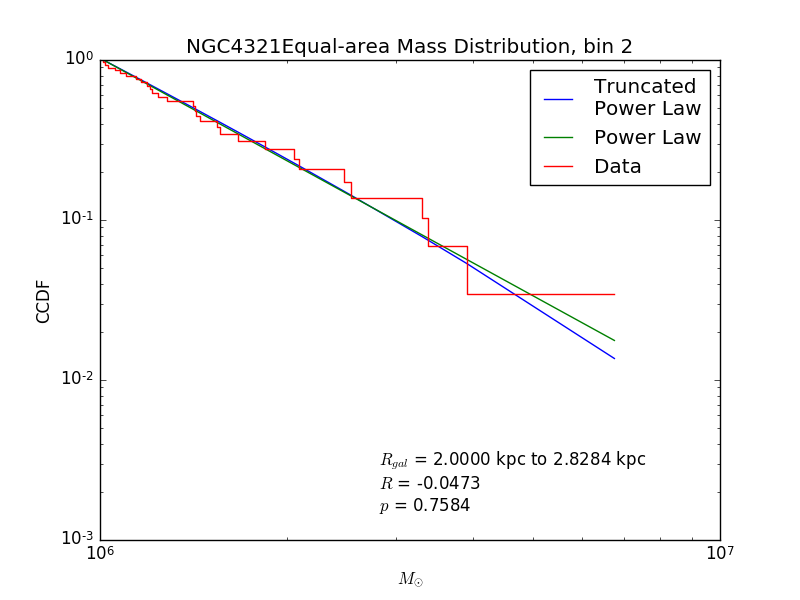 NGC4321Equal-area Mass Distribution, bin 2
Truncated
Power Law
Power Law
Data
10^0
10^-1
10^-2
10^-3
CCDF
R_gal = 2.0000 kpc to 2.8284 kpc
R = -0.0473
p = 0.7584
10^6
10^7
M_⊙